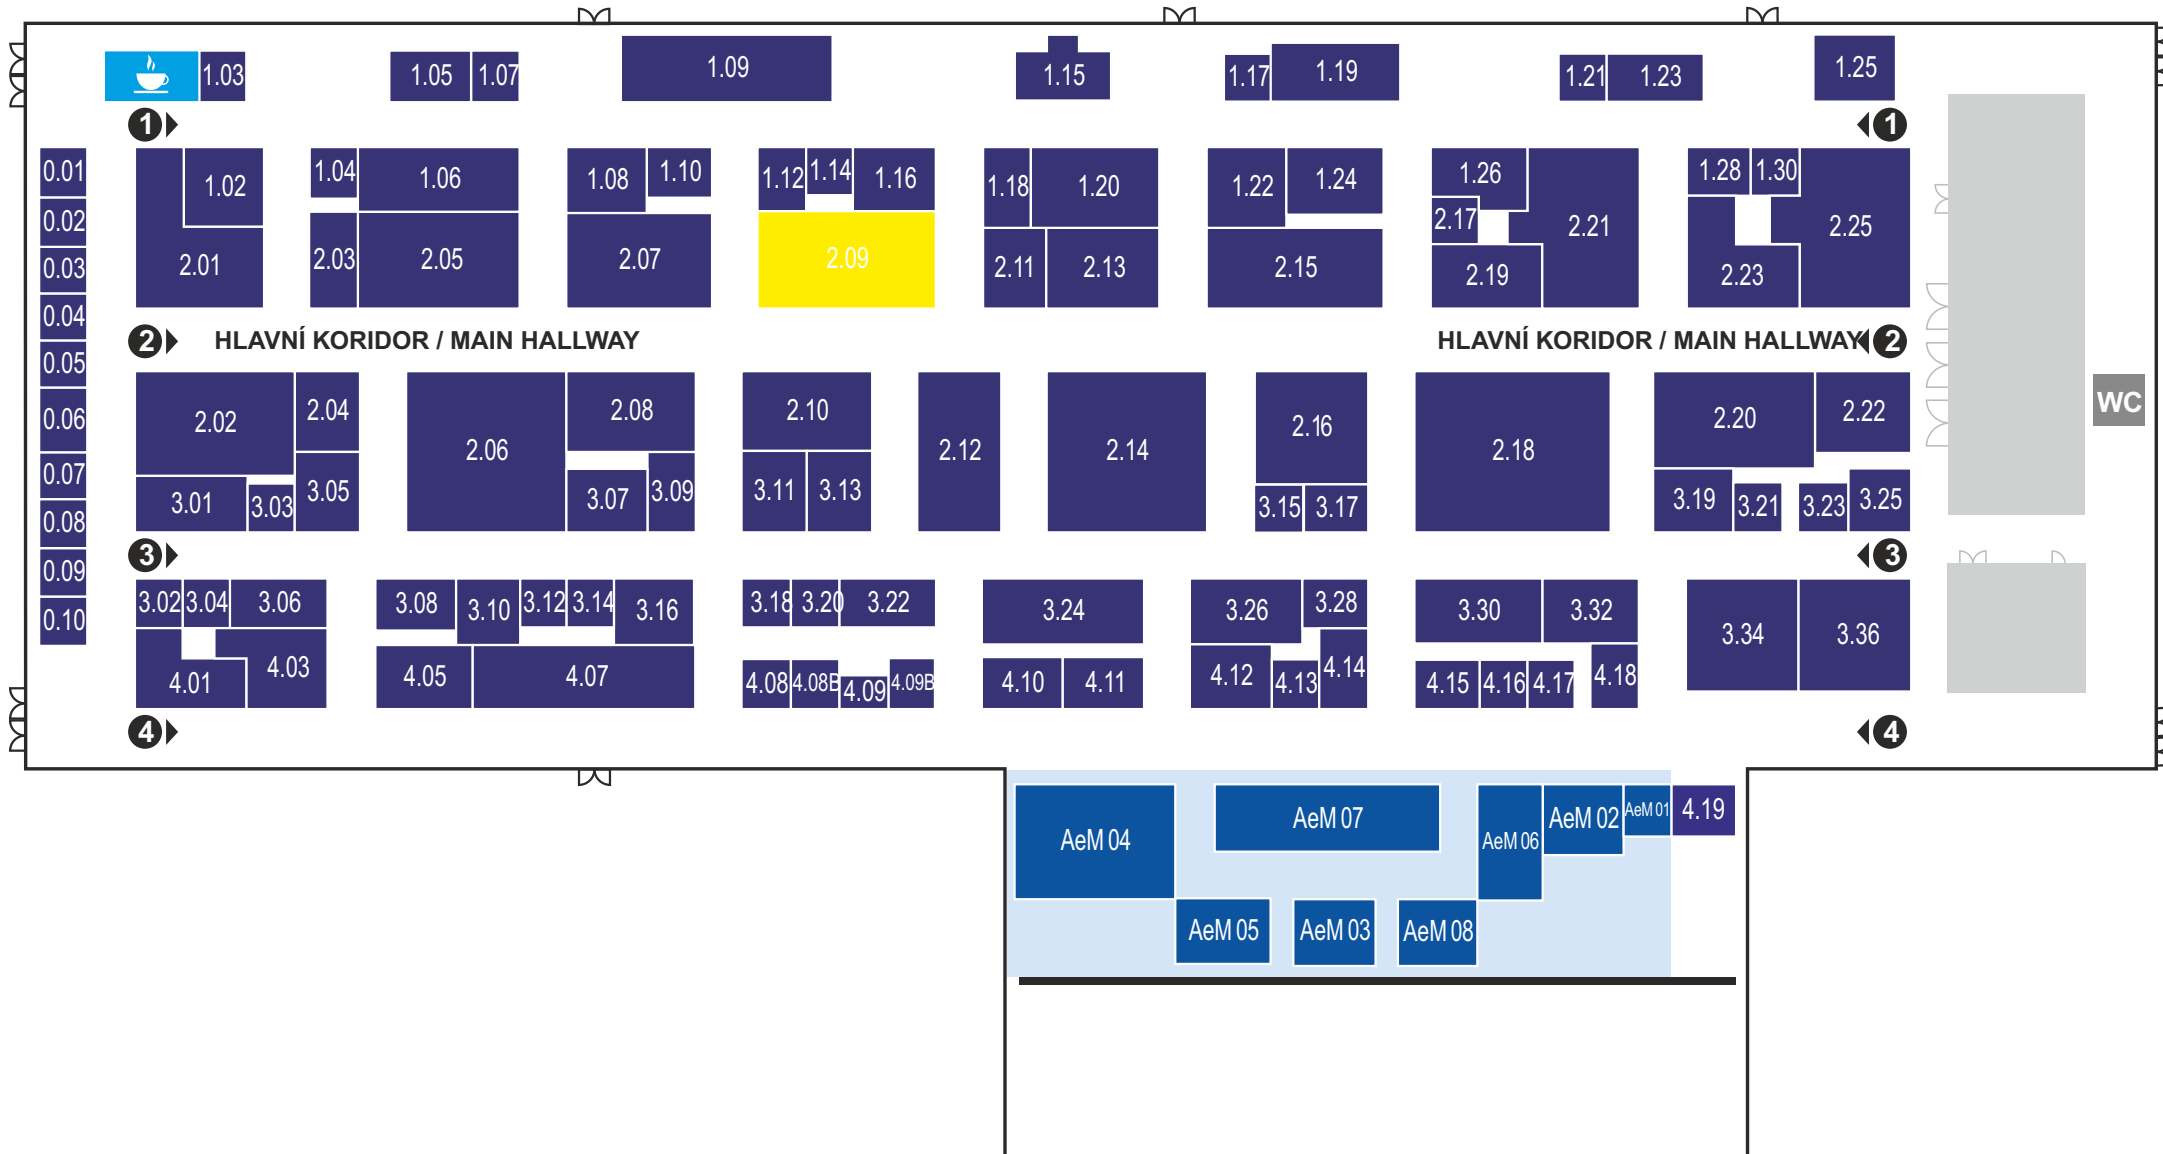 1.03 1.05 1.07 1.09 1.15 1.17 1.19 1.21 1.23 1.25
1 1
0.01 1.02 1.04 1.06 1.08 1.10 1.12 1.14 1.16 1.18 1.20 1.22 1.24 1.26 1.28 1.30
0.02 2.17 2.21 2.25
0.03 2.01 2.03 2.05 2.07 2.09 2.11 2.13 2.15 2.19 2.23
0.04
2 HLAVNÍ KORIDOR / MAIN HALLWAY HLAVNÍ KORIDOR / MAIN HALLWAY 2
0.05
0.06 2.02 2.04 2.06 2.08 2.10 2.12 2.14 2.16 2.18 2.20 2.22 WC
0.07 3.01 3.03 3.05 3.07 3.09 3.11 3.13 3.15 3.17 3.19 3.21 3.23 3.25
0.08
3 3
0.09
0.10 3.02 3.04 3.06 3.08 3.10 3.12 3.14 3.16 3.18 3.20 3.22 3.24 3.26 3.28 3.30 3.32 3.34 3.36
4.01 4.03 4.05 4.07 4.08 4.08B 4.09 4.09B 4.10 4.11 4.12 4.13 4.14 4.15 4.16 4.17 4.18
4 4
AeM 04 AeM 07 AeM 06 AeM 02 AeM 01 4.19
AeM 05 AeM 03 AeM 08